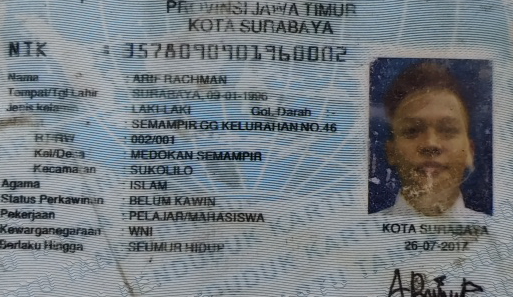 PROVINSI JAWA TIMUR
KOTA SURABAYA
NIK : 3578090901960002
Nama : ARIF RACHMAN
Tempat/Tgl Lahir : SURABAYA, 09-01-1996
Jenis kelamin : LAKI-LAKI Gol. Darah : -
: SEMAMPIR GG KELURAHAN NO.46
RT/RW : 002/001
Kel/Desa : MEDOKAN SEMAMPIR
Kecamatan : SUKOLILO
Agama : ISLAM
Status Perkawinan : BELUM KAWIN
Pekerjaan : PELAJAR/MAHASISWA
Kewarganegaraan : WNI
Berlaku Hingga : SEUMUR HIDUP
KOTA SURABAYA
26-07-2017